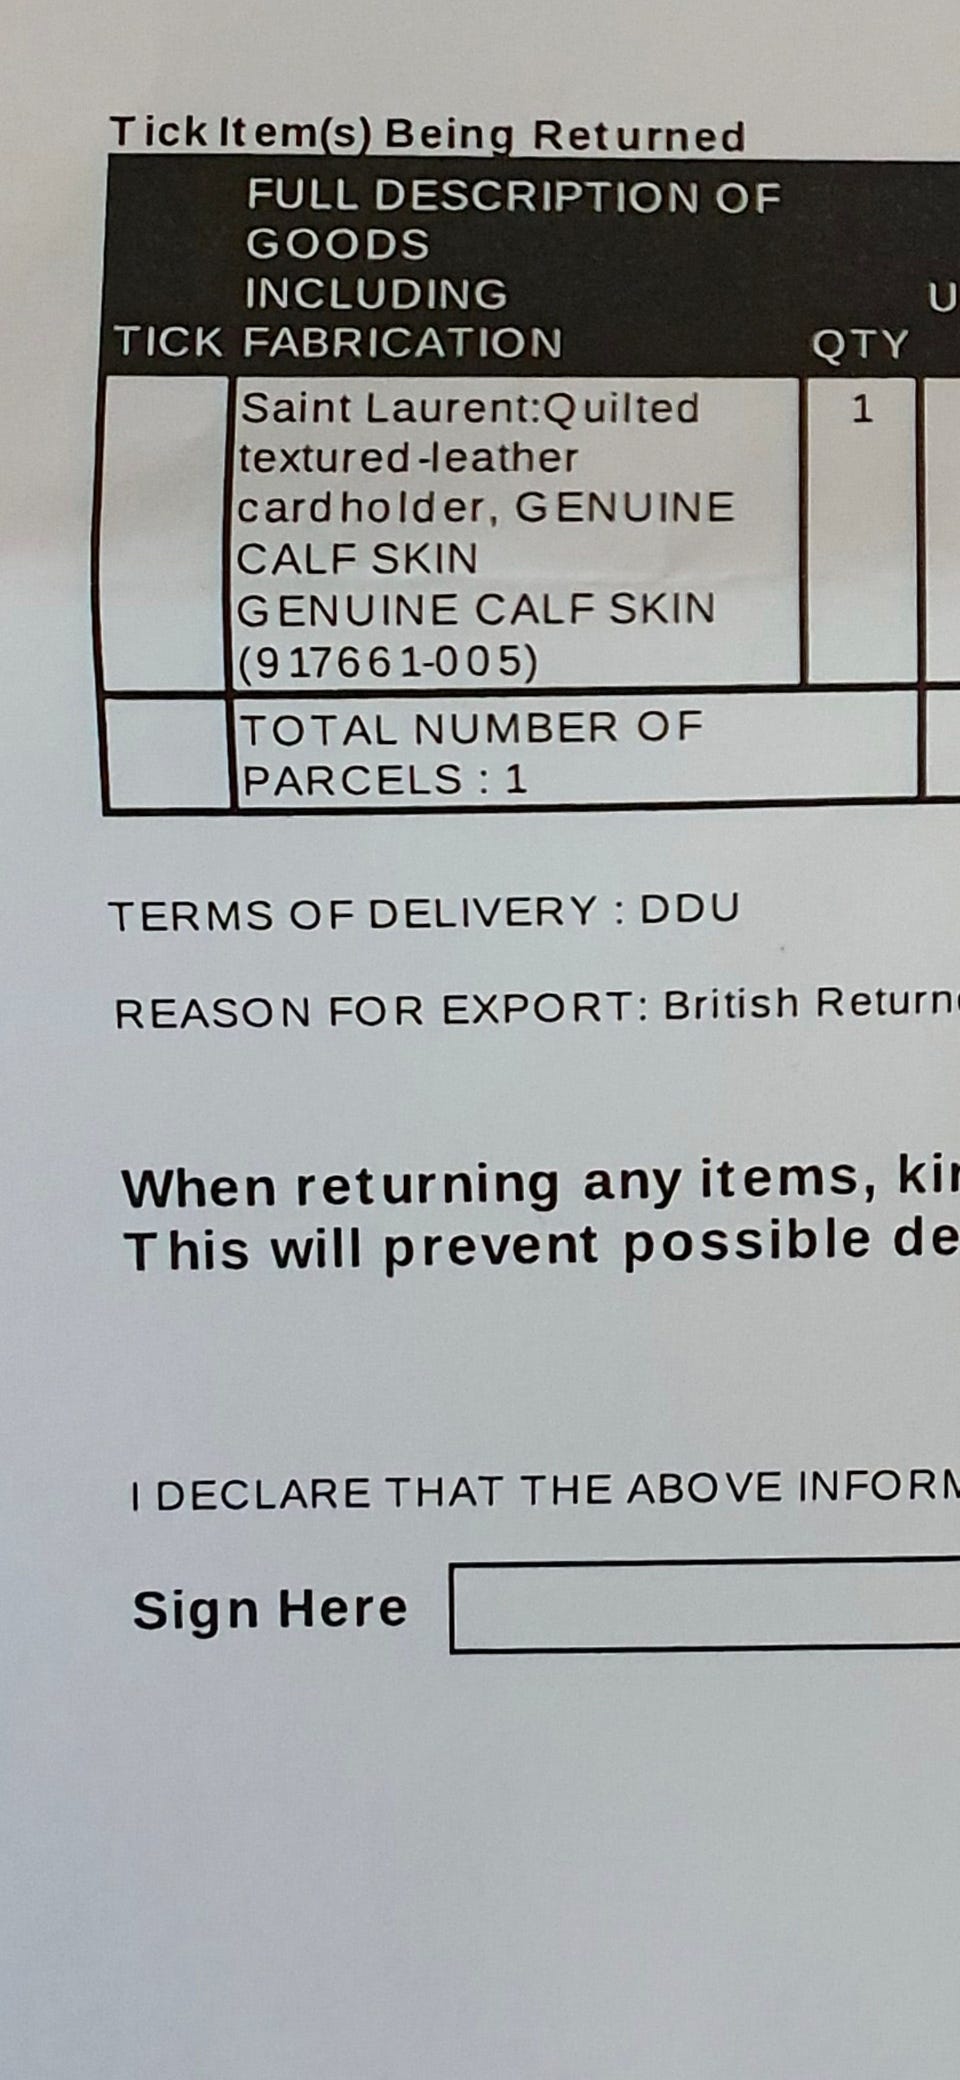 Tick Item(s) Being Returned
FULL DESCRIPTION OF
GOODS
INCLUDING
TICK FABRICATION QTY
Saint Laurent:Quilted 1
textured-leather
cardholder, GENUINE
CALF SKIN
GENUINE CALF SKIN
(917661-005)
TOTAL NUMBER OF
PARCELS : 1
TERMS OF DELIVERY : DDU
REASON FOR EXPORT: British
When returning any items,
This will prevent possible
I DECLARE THAT THE ABOVE
Sign Here